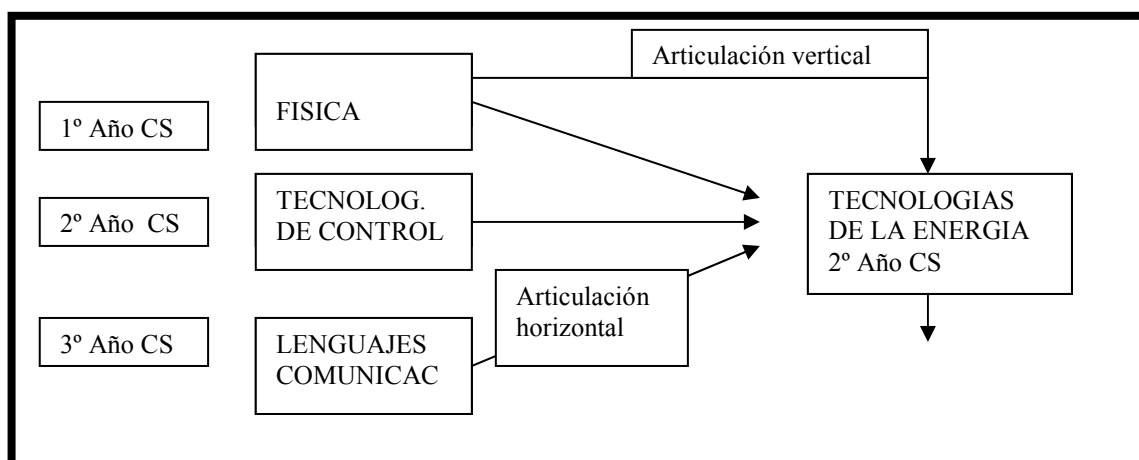 Articulación vertical
FISICA
1º Año CS
TECNOLOG.
DE CONTROL
2º Año  CS
TECNOLOGIAS
DE LA ENERGIA
2º Año CS
Articulación
horizontal
3º Año CS
LENGUAJES
COMUNICAC